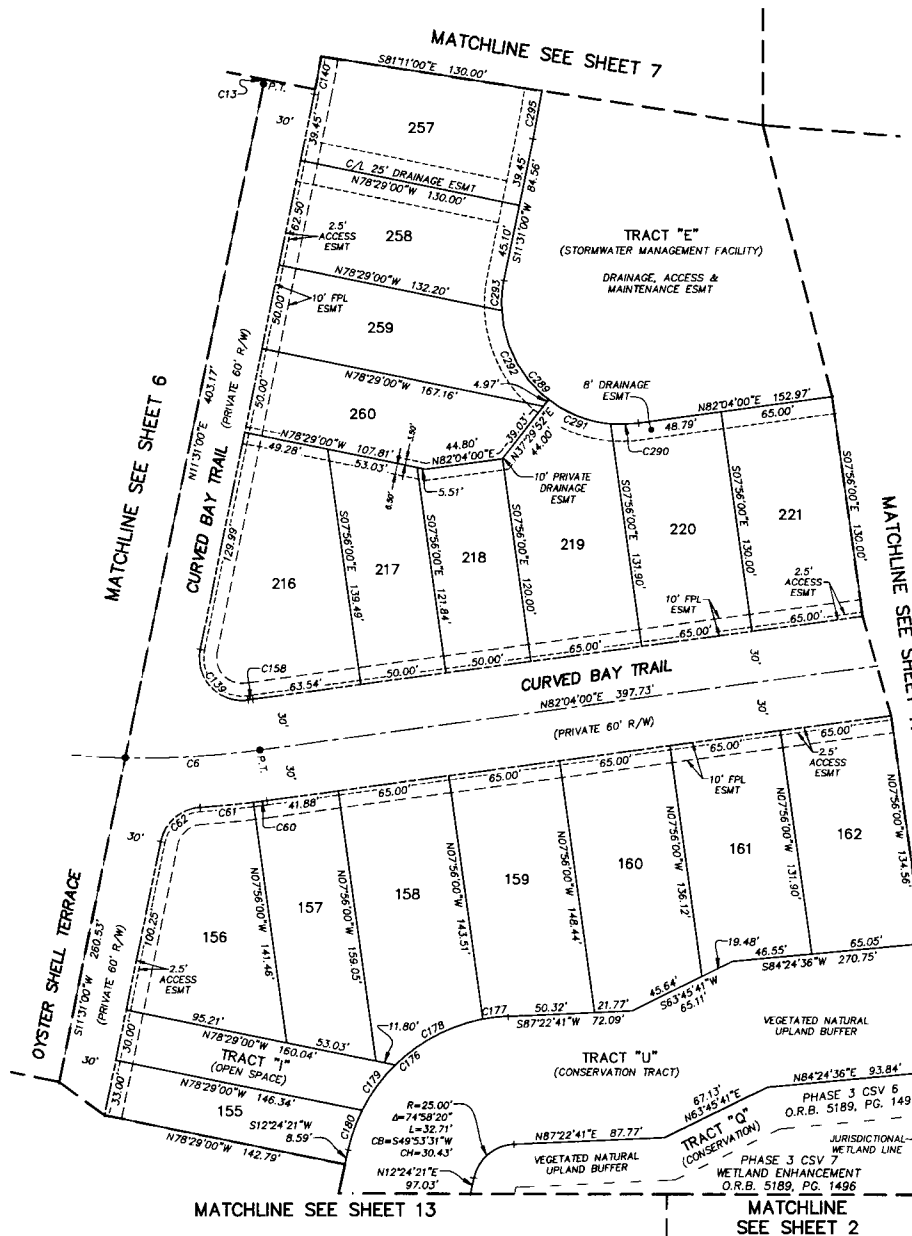 MATCHLINE SEE SHEET 7
S81°11'00"E 130.00'
C13
P.T.
C140
30'
C295
257
39.45'
39.45'
S11°31'00"W 84.56'
C/L 25' DRAINAGE ESMT
N78°29'00"W 130.00'
62.50'
2.5'
ACCESS
ESMT
258
45.10'
TRACT "E"
(STORMWATER MANAGEMENT FACILITY)
DRAINAGE, ACCESS &
MAINTENANCE ESMT
N78°29'00"W 132.20'
C293
10' FPL
ESMT
50.00'
259
C292
C289
N78°29'00"W 167.16'
4.97'
8' DRAINAGE
ESMT
MATCHLINE SEE SHEET 6
N11°31'00"E 403.17'
CURVED BAY TRAIL
(PRIVATE 60' R/W)
50.00'
260
39.03'
N37°29'52"E
44.00'
C291
N82°04'00"E 152.97'
48.79'
65.00'
C290
N78°29'00"W 107.81'
49.28'
53.03'
3.50'
6.50'
44.80'
N82°04'00"E
5.51'
10' PRIVATE
DRAINAGE
ESMT
129.99'
216
S07°56'00"E 139.49'
217
S07°56'00"E 121.84'
218
S07°56'00"E 120.00'
219
S07°56'00"E 131.90'
220
S07°56'00"E 130.00'
221
S07°56'00"E 130.00'
MATCHLINE SEE SHEET
2.5'
ACCESS
ESMT
10' FPL
ESMT
C139
C158
63.54'
50.00'
50.00'
65.00'
65.00'
65.00'
30'
CURVED BAY TRAIL
N82°04'00"E 397.73'
(PRIVATE 60' R/W)
30'
30'
C6
P.T.
30'
30'
C62
C61
C60
41.88'
65.00'
65.00'
65.00'
65.00'
65.00'
2.5'
ACCESS
ESMT
10' FPL
ESMT
OYSTER SHELL TERRACE
S11°31'00"W 260.53'
(PRIVATE 60' R/W)
30'
100.25'
2.5'
ACCESS
ESMT
156
N07°56'00"W 141.46'
157
N07°56'00"W 159.05'
158
N07°56'00"W 143.51'
159
N07°56'00"W 148.44'
160
N07°56'00"W 136.12'
161
N07°56'00"W 131.90'
162
N07°56'00"W 134.56'
19.48'
46.55'
65.05'
S84°24'36"W 270.75'
45.64'
S63°45'41"W
65.11'
50.32'
21.77'
S87°22'41"W 72.09'
C177
C178
C176
11.80'
95.21'
53.03'
N78°29'00"W 160.04'
TRACT "I"
(OPEN SPACE)
30.00'
33.00'
N78°29'00"W 146.34'
155
C179
C180
S12°24'21"W
8.59'
N78°29'00"W 142.79'
TRACT "U"
(CONSERVATION TRACT)
VEGETATED NATURAL
UPLAND BUFFER
R=25.00'
Δ=74°58'20"
L=32.71'
CB=S49°53'31"W
CH=30.43'
N12°24'21"E
97.03'
N87°22'41"E 87.77'
VEGETATED NATURAL
UPLAND BUFFER
67.13'
N63°45'41"E
TRACT "Q"
(CONSERVATION)
N84°24'36"E 93.84'
PHASE 3 CSV 6
O.R.B. 5189, PG. 149
JURISDICTIONAL
WETLAND LINE
PHASE 3 CSV 7
WETLAND ENHANCEMENT
O.R.B. 5189, PG. 1496
MATCHLINE SEE SHEET 13
MATCHLINE
SEE SHEET 2